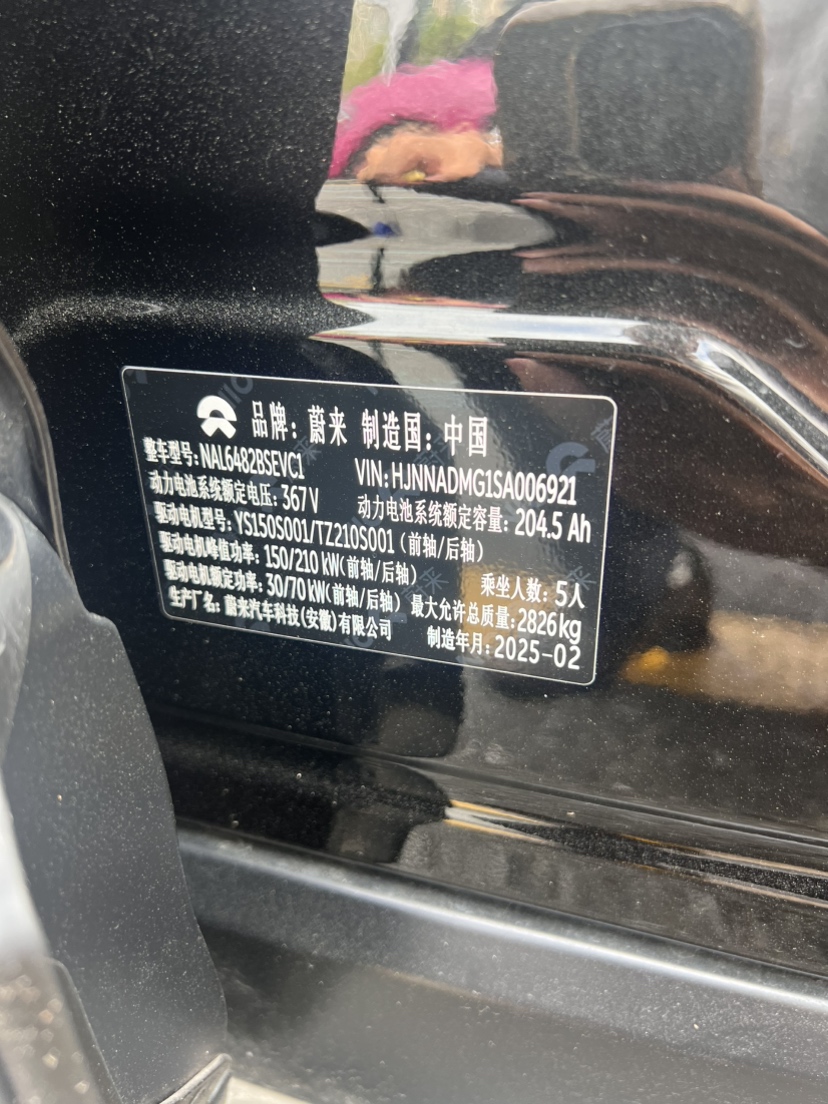 品牌：蔚来 制造国：中国
整车型号：NAL6482BSEVC1 VIN：HJNNADMG1SA006921
动力电池系统额定电压：367V 动力电池系统额定容量：204.5 Ah
驱动电机型号：YS150S001/TZ210S001（前轴/后轴）
驱动电机峰值功率：150/210 kW（前轴/后轴） 乘坐人数：5人
驱动电机额定功率：30/70 kW（前轴/后轴） 最大允许总质量：2826kg
生产厂名：蔚来汽车科技（安徽）有限公司 制造年月：2025-02